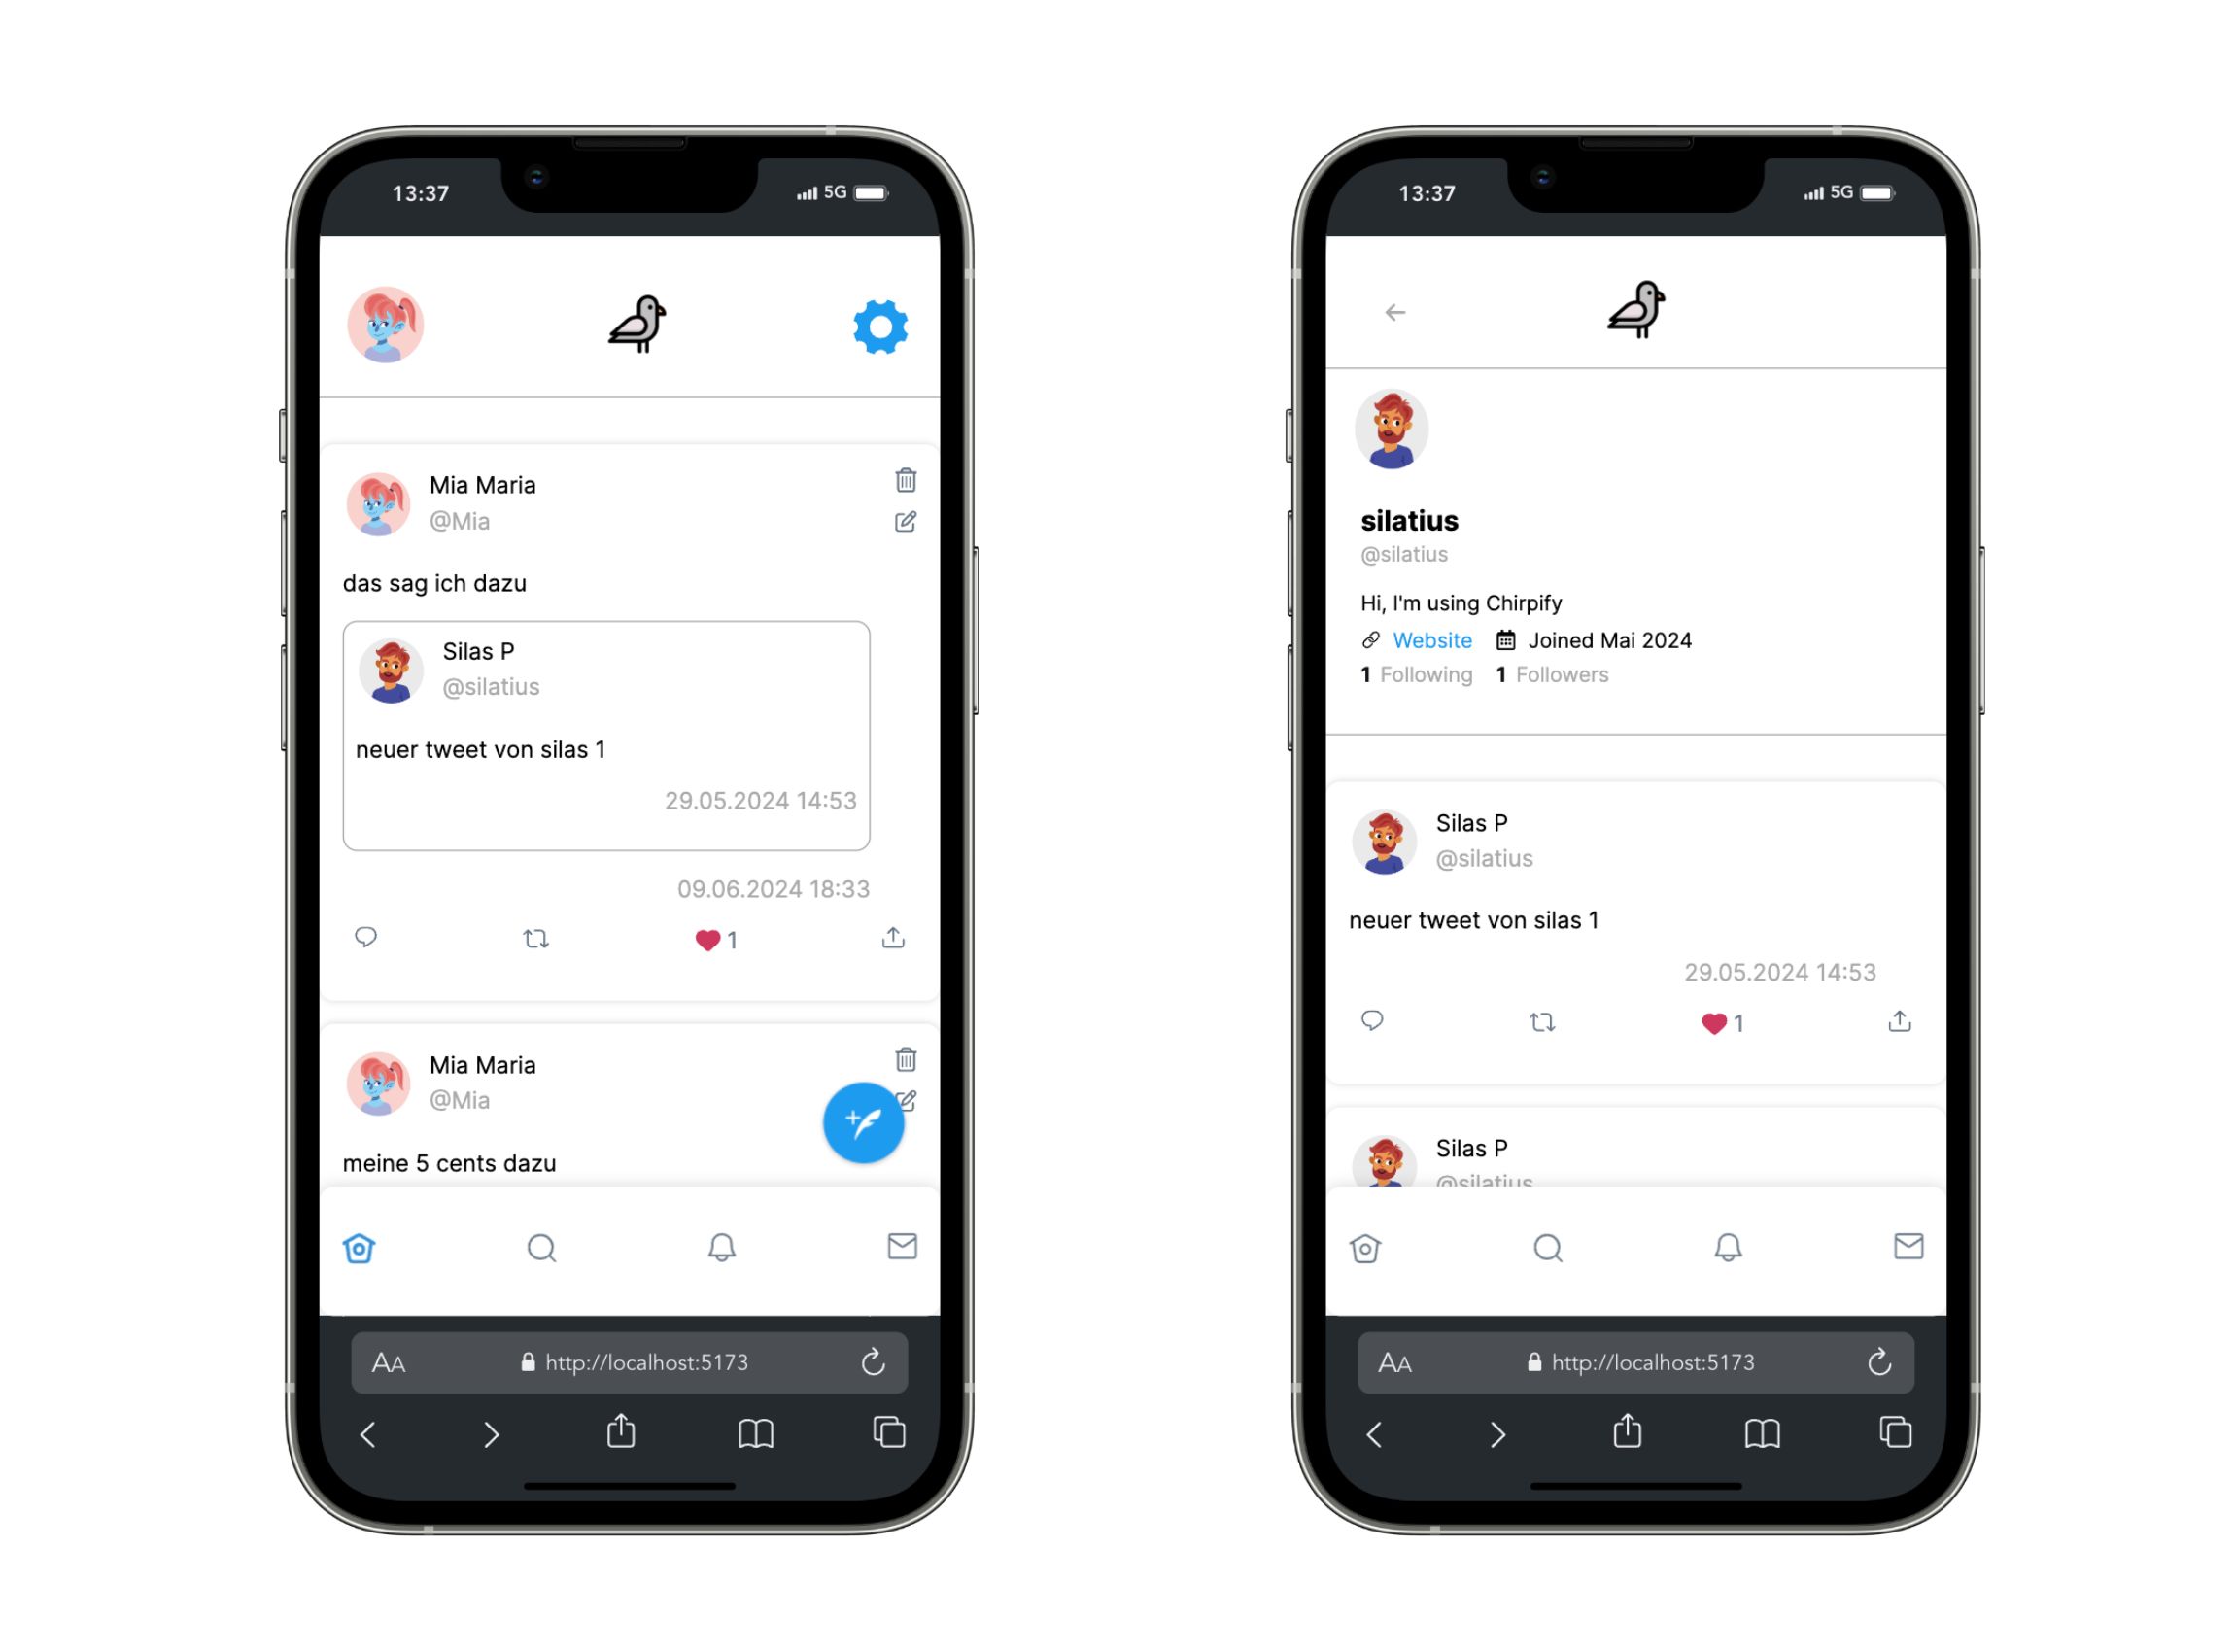 13:37
5G
Mia Maria
@Mia
das sag ich dazu
Silas P
@silatius
neuer tweet von silas 1
29.05.2024 14:53
09.06.2024 18:33
1
Mia Maria
@Mia
meine 5 cents dazu
AA
http://localhost:5173
13:37
5G
silatius
@silatius
Hi, I'm using Chirpify
Website Joined Mai 2024
1 Following 1 Followers
Silas P
@silatius
neuer tweet von silas 1
29.05.2024 14:53
1
Silas P
@silatius
AA
http://localhost:5173